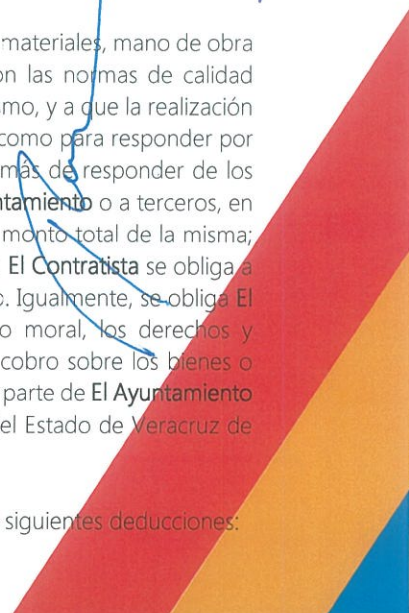 materiales, mano de obra
on las normas de calidad
smo, y a que la realización
como para responder por
más de responder de los
ntamiento o a terceros, en
monto total de la misma;
El Contratista se obliga a
o. Igualmente, se obliga El
o moral, los derechos y
cobro sobre los bienes o
parte de El Ayuntamiento
el Estado de Veracruz de
siguientes deducciones: